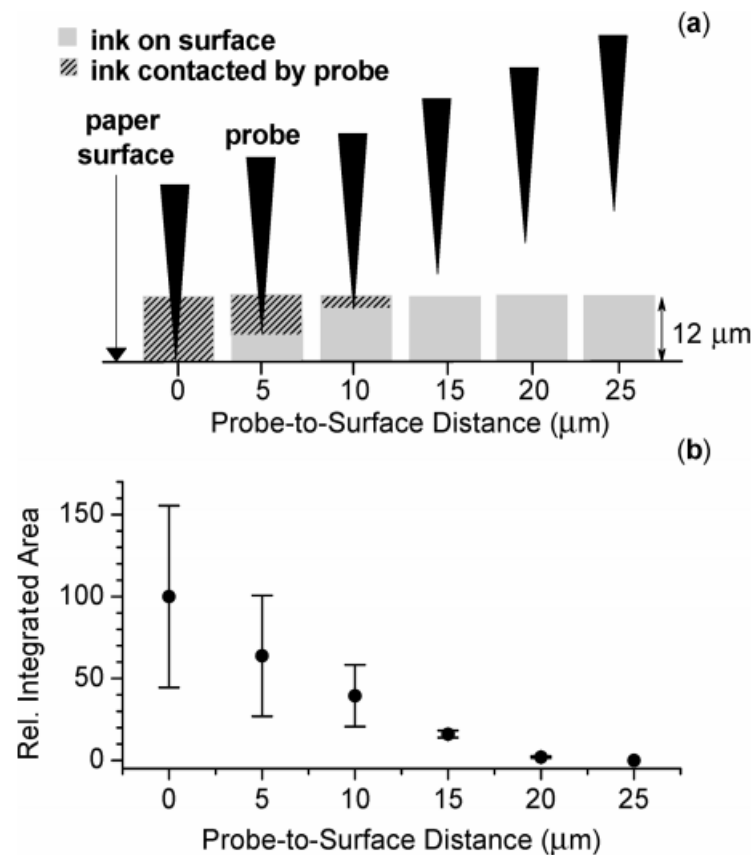 (a)
ink on surface
ink contacted by probe
paper
surface
probe
12 μm
0 5 10 15 20 25
Probe-to-Surface Distance (μm)
(b)
Rel. Integrated Area
150
100
50
0
0 5 10 15 20 25
Probe-to-Surface Distance (μm)